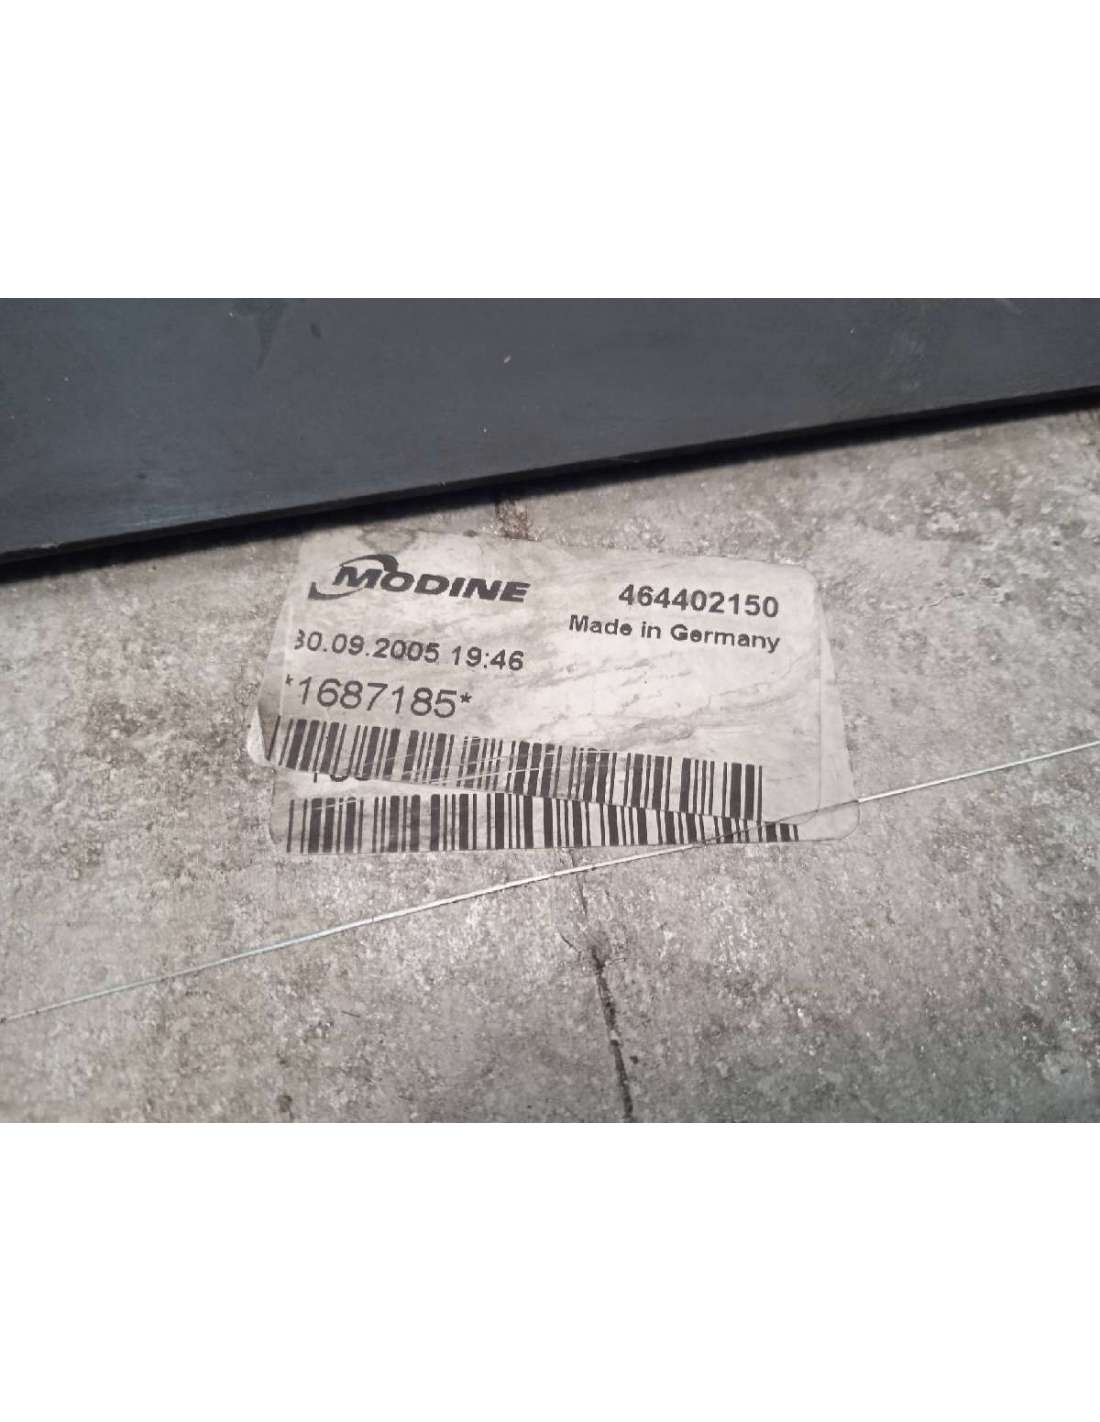 MODINE
464402150
Made in Germany
30.09.2005 19:46
*1687185*